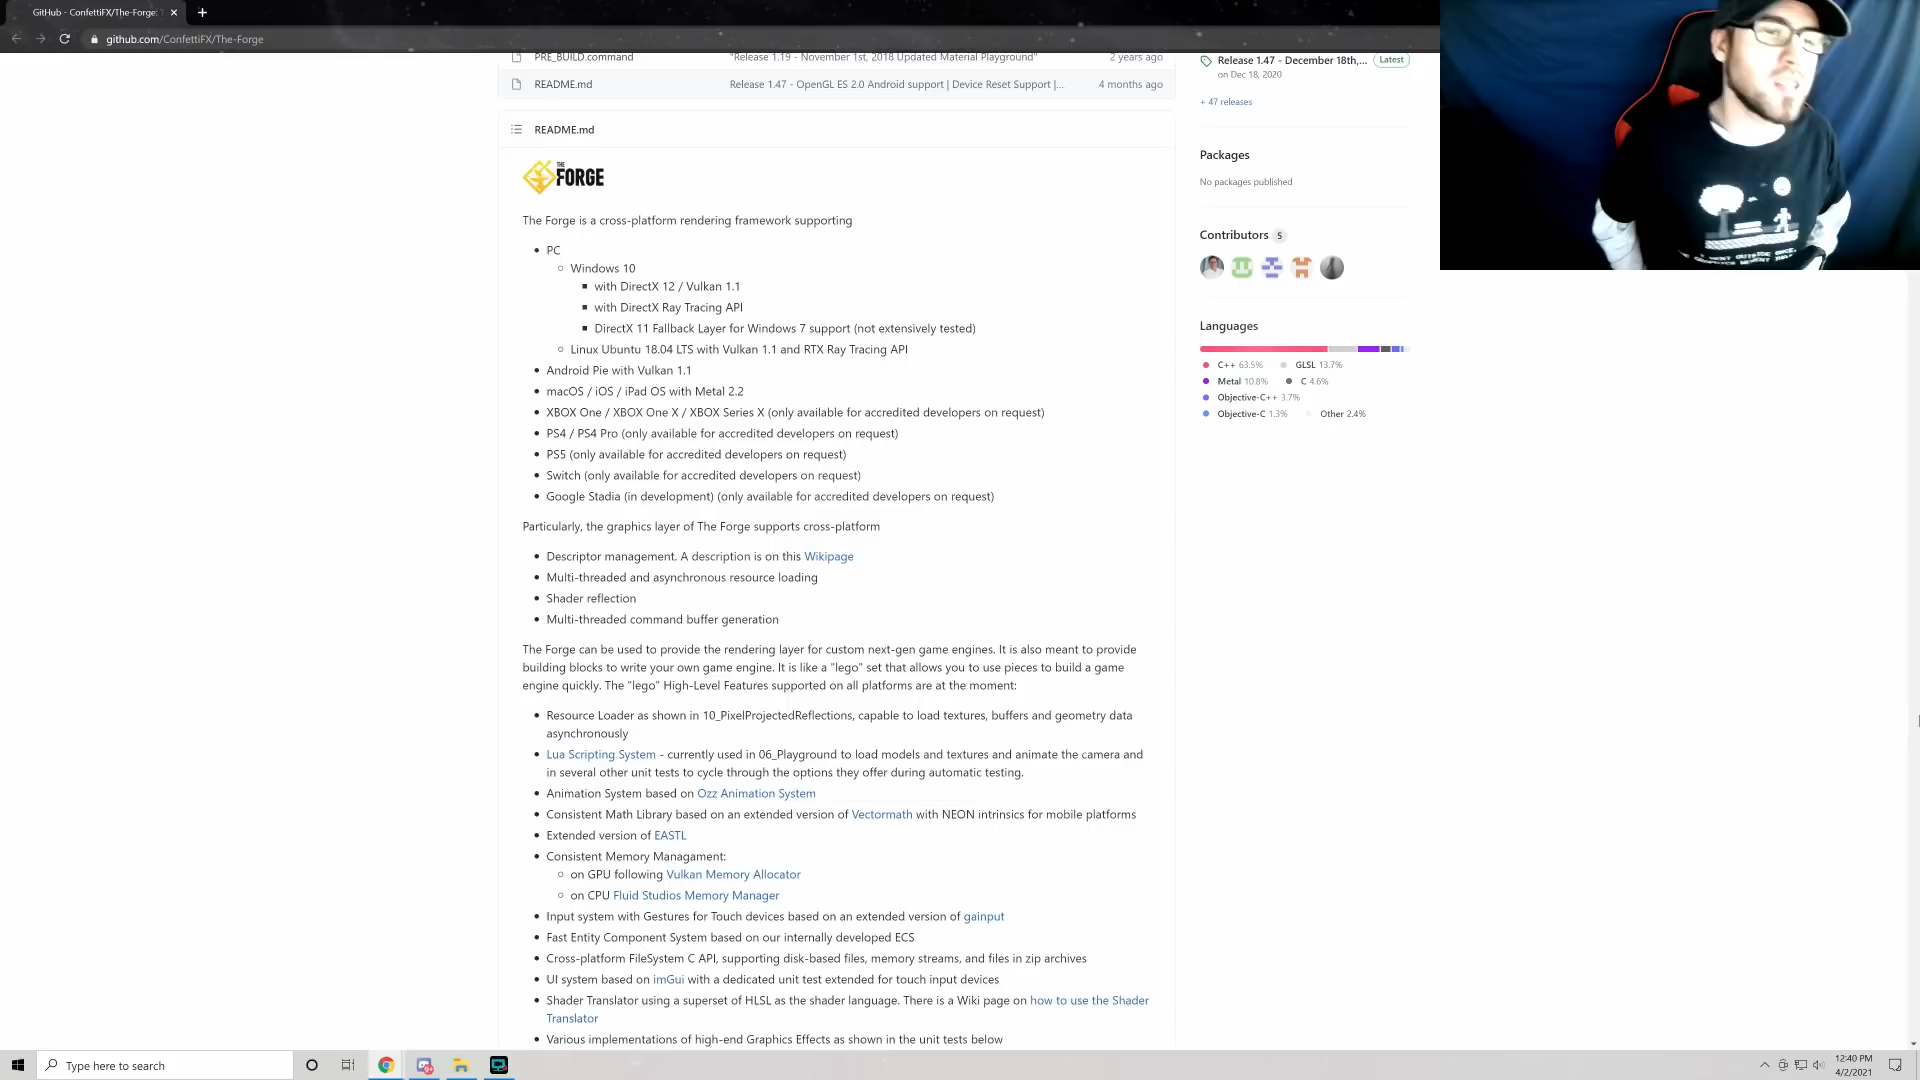 GitHub - ConfettiFX/The-Forge:
github.com/ConfettiFX/The-Forge
PRE_BUILD.command "Release 1.19 - November 1st, 2018 Updated Material Playground" 2 years ago
README.md Release 1.47 - OpenGL ES 2.0 Android support | Device Reset Support |... 4 months ago
README.md
THE FORGE
The Forge is a cross-platform rendering framework supporting
PC
Windows 10
with DirectX 12 / Vulkan 1.1
with DirectX Ray Tracing API
DirectX 11 Fallback Layer for Windows 7 support (not extensively tested)
Linux Ubuntu 18.04 LTS with Vulkan 1.1 and RTX Ray Tracing API
Android Pie with Vulkan 1.1
macOS / iOS / iPad OS with Metal 2.2
XBOX One / XBOX One X / XBOX Series X (only available for accredited developers on request)
PS4 / PS4 Pro (only available for accredited developers on request)
PS5 (only available for accredited developers on request)
Switch (only available for accredited developers on request)
Google Stadia (in development) (only available for accredited developers on request)
Particularly, the graphics layer of The Forge supports cross-platform
Descriptor management. A description is on this Wikipage
Multi-threaded and asynchronous resource loading
Shader reflection
Multi-threaded command buffer generation
The Forge can be used to provide the rendering layer for custom next-gen game engines. It is also meant to provide
building blocks to write your own game engine. It is like a "lego" set that allows you to use pieces to build a game
engine quickly. The "lego" High-Level Features supported on all platforms are at the moment:
Resource Loader as shown in 10_PixelProjectedReflections, capable to load textures, buffers and geometry data
asynchronously
Lua Scripting System - currently used in 06_Playground to load models and textures and animate the camera and
in several other unit tests to cycle through the options they offer during automatic testing.
Animation System based on Ozz Animation System
Consistent Math Library based on an extended version of Vectormath with NEON intrinsics for mobile platforms
Extended version of EASTL
Consistent Memory Managament:
on GPU following Vulkan Memory Allocator
on CPU Fluid Studios Memory Manager
Input system with Gestures for Touch devices based on an extended version of gainput
Fast Entity Component System based on our internally developed ECS
Cross-platform FileSystem C API, supporting disk-based files, memory streams, and files in zip archives
UI system based on imGui with a dedicated unit test extended for touch input devices
Shader Translator using a superset of HLSL as the shader language. There is a Wiki page on how to use the Shader
Translator
Various implementations of high-end Graphics Effects as shown in the unit tests below
Release 1.47 - December 18th,... Latest
on Dec 18, 2020
+ 47 releases
Packages
No packages published
Contributors 5
Languages
C++ 63.5% GLSL 13.7%
Metal 10.8% C 4.6%
Objective-C++ 3.7%
Objective-C 1.3% Other 2.4%
I WENT OUTSIDE ONCE,
Type here to search
12:40 PM
4/2/2021